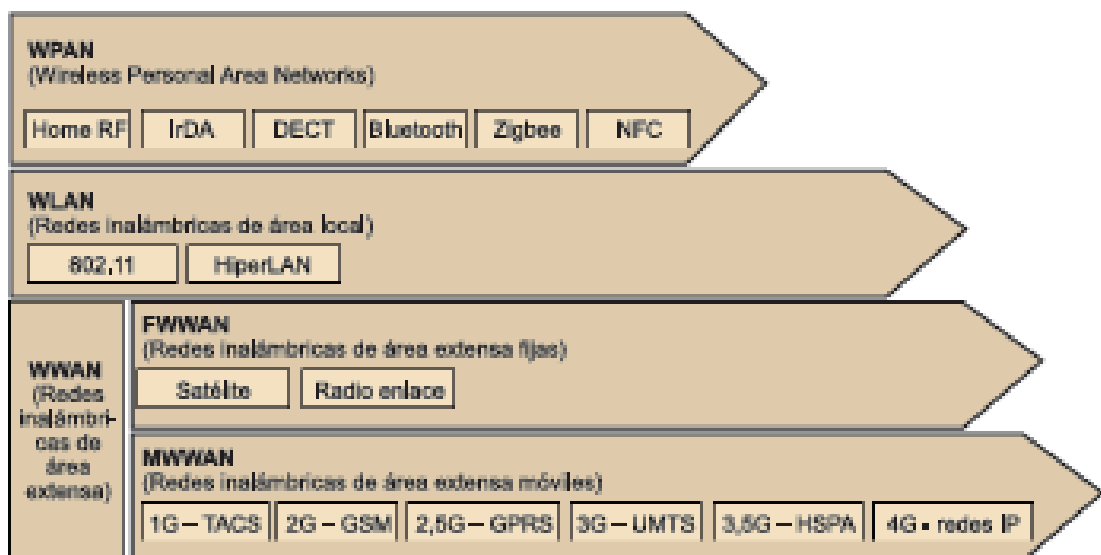 WPAN
(Wireless Personal Area Networks)
Home RF IrDA DECT Bluetooth Zigbee NFC
WLAN
(Redes inalámbricas de área local)
802,11 HiperLAN
WWAN
(Redes
inalámbri-
cas de
área
extensa)
FWWAN
(Redes inalámbricas de área extensa fijas)
Satélite Radio enlace
MWWAN
(Redes inalámbricas de área extensa móviles)
1G – TACS 2G – GSM 2,5G – GPRS 3G – UMTS 3,5G – HSPA 4G - redes IP